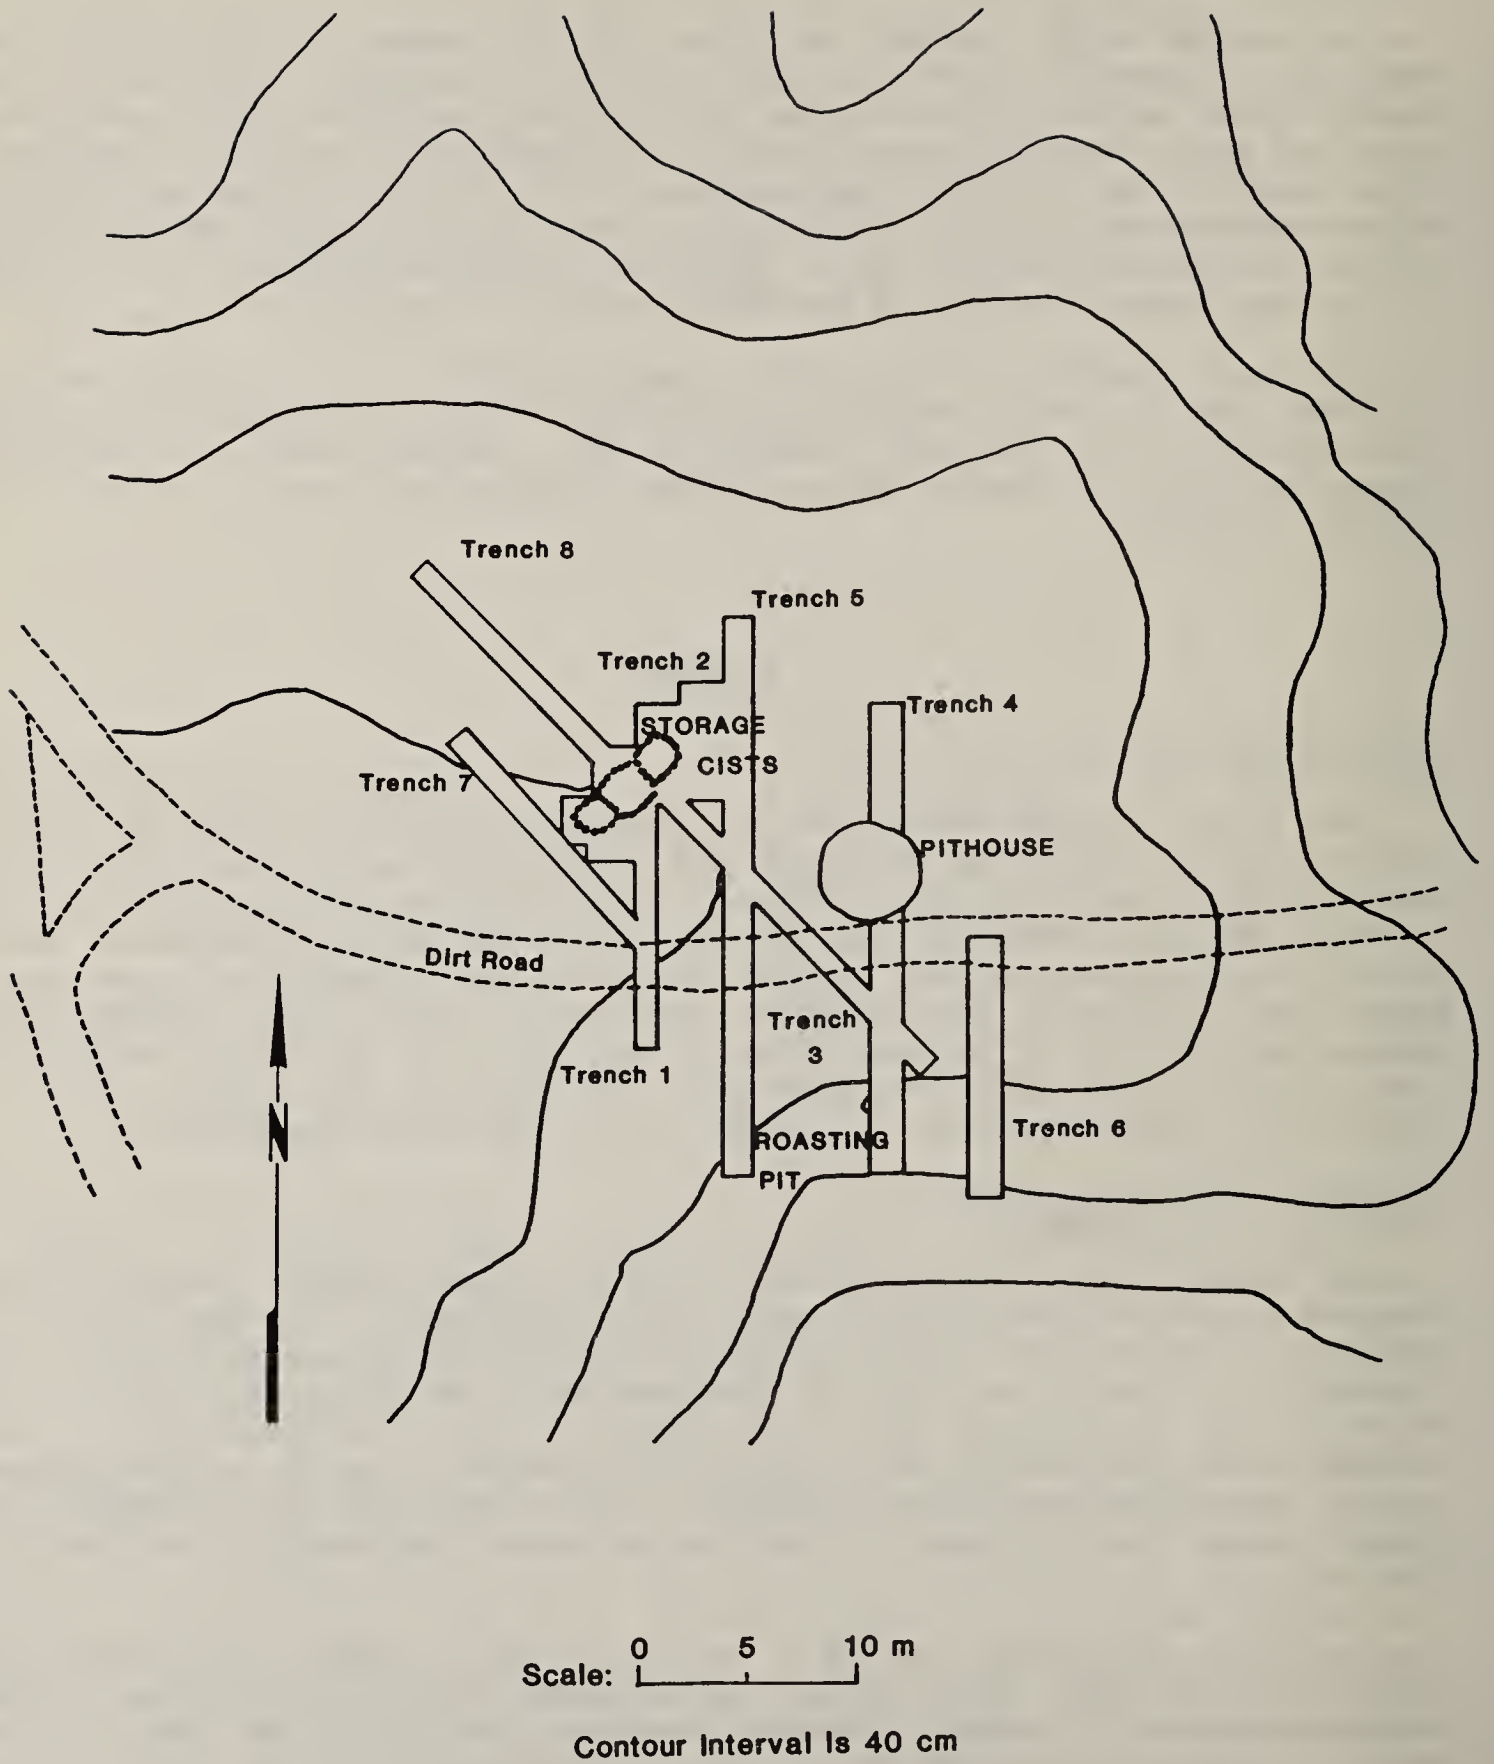 Trench 8
Trench 5
Trench 2
Trench 4
STORAGE
CISTS
Trench 7
PITHOUSE
Dirt Road
Trench
3
Trench 1
N
Trench 6
ROASTING
PIT
0 5 10 m
Scale:
Contour Interval Is 40 cm